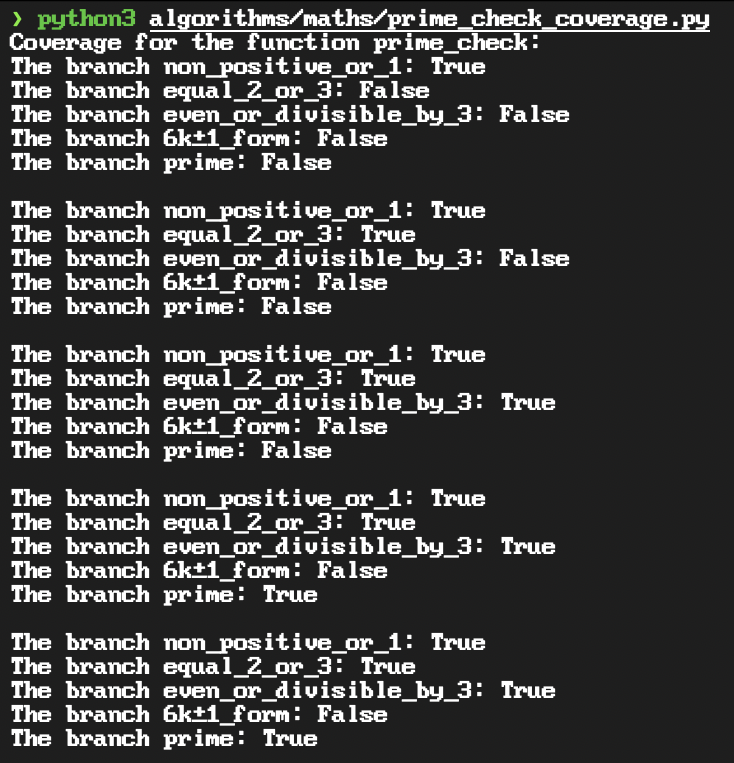 ❯ python3 algorithms/maths/prime_check_coverage.py
Coverage for the function prime_check:
The branch non_positive_or_1: True
The branch equal_2_or_3: False
The branch even_or_divisible_by_3: False
The branch 6k±1_form: False
The branch prime: False

The branch non_positive_or_1: True
The branch equal_2_or_3: True
The branch even_or_divisible_by_3: False
The branch 6k±1_form: False
The branch prime: False

The branch non_positive_or_1: True
The branch equal_2_or_3: True
The branch even_or_divisible_by_3: True
The branch 6k±1_form: False
The branch prime: False

The branch non_positive_or_1: True
The branch equal_2_or_3: True
The branch even_or_divisible_by_3: True
The branch 6k±1_form: False
The branch prime: True

The branch non_positive_or_1: True
The branch equal_2_or_3: True
The branch even_or_divisible_by_3: True
The branch 6k±1_form: False
The branch prime: True